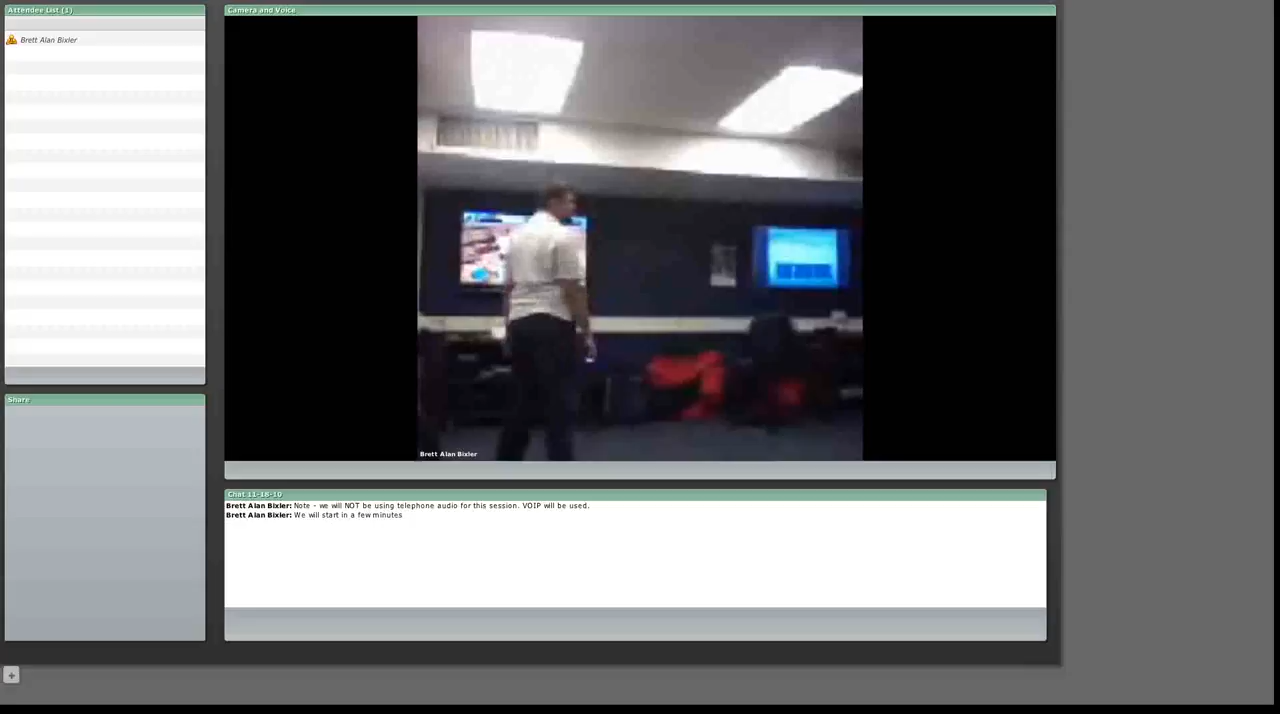 Attendee List (1)
Brett Alan Bixler
Share
Camera and Voice
Brett Alan Bixler
Chat 11-18-10
Brett Alan Bixler: Note - we will NOT be using telephone audio for this session. VOIP will be used.
Brett Alan Bixler: We will start in a few minutes